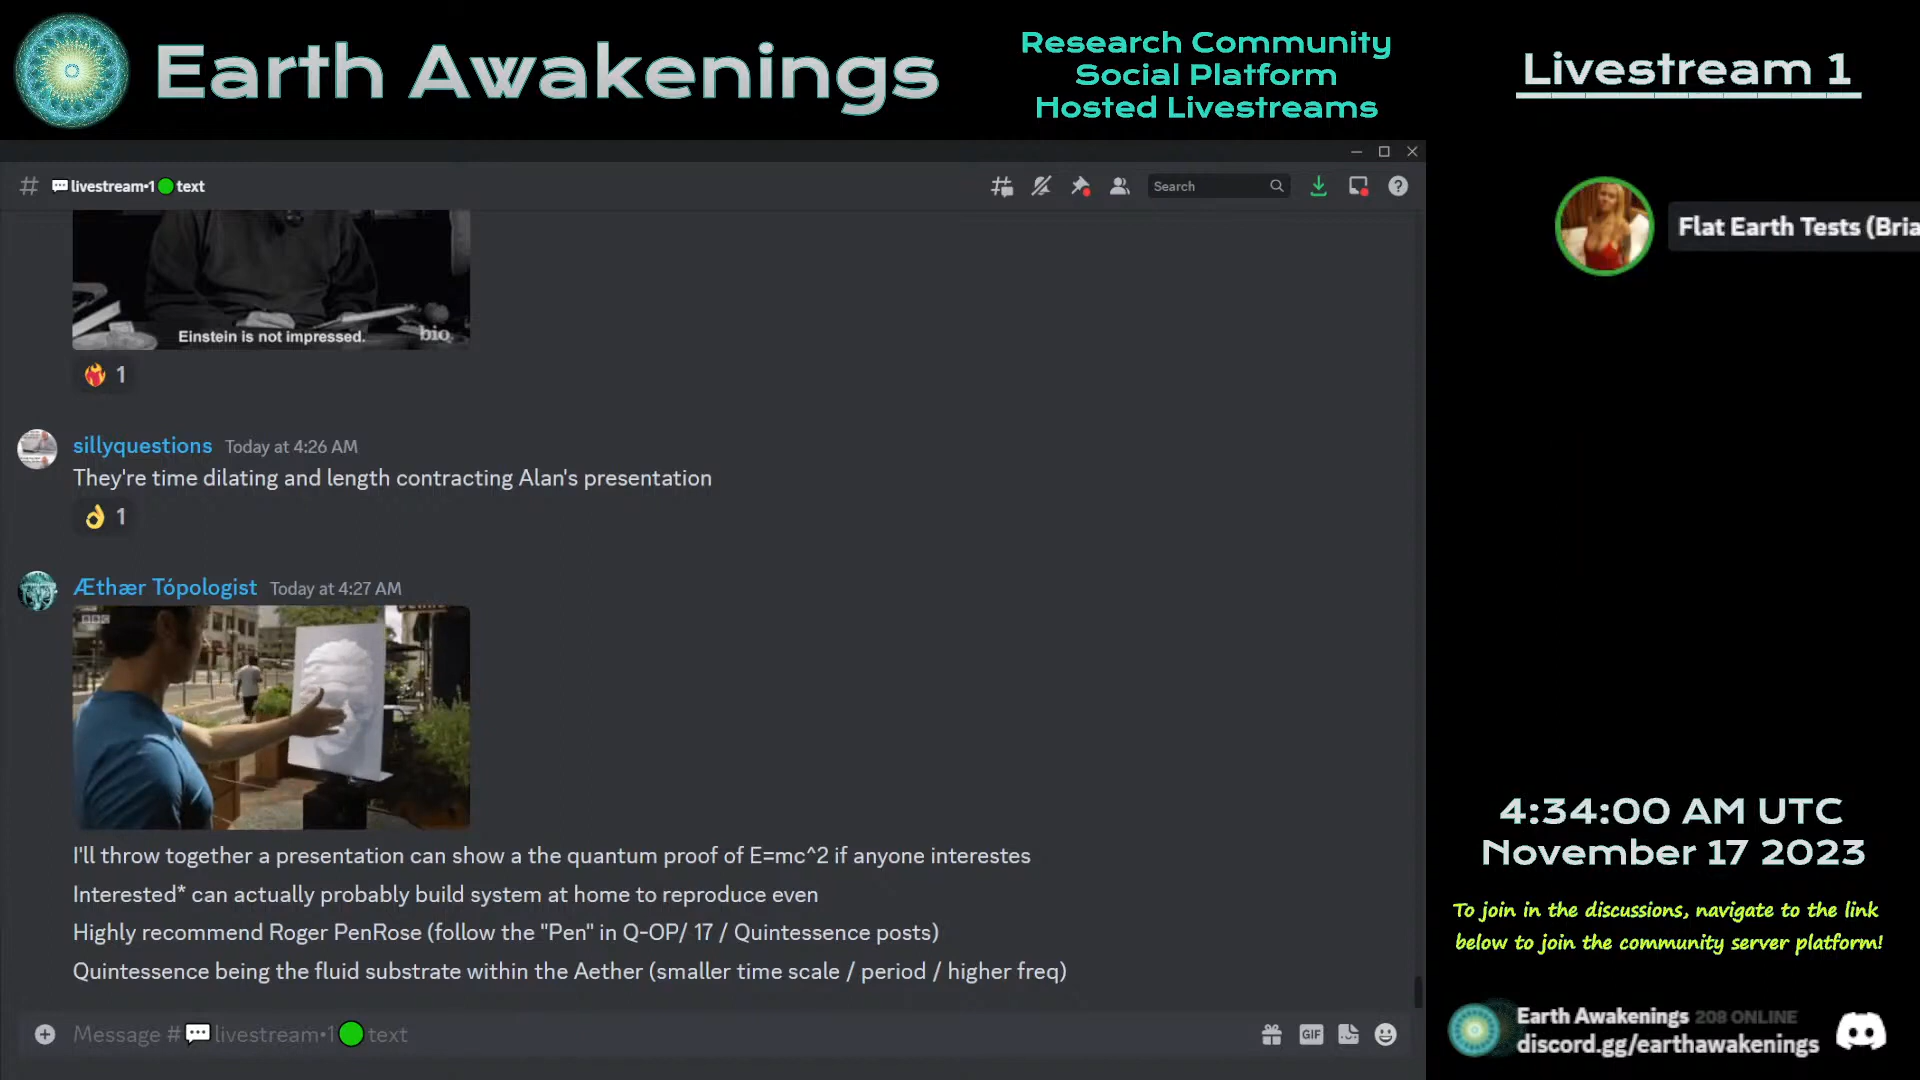 Earth Awakenings
Research Community
Social Platform
Hosted Livestreams
Livestream 1
# livestream•1 text
Search
Einstein is not impressed.
bio.
1
sillyquestions Today at 4:26 AM
They're time dilating and length contracting Alan's presentation
1
Æthær Tópologist Today at 4:27 AM
BBC
I'll throw together a presentation can show a the quantum proof of E=mc^2 if anyone interestes
Interested* can actually probably build system at home to reproduce even
Highly recommend Roger PenRose (follow the "Pen" in Q-OP/ 17 / Quintessence posts)
Quintessence being the fluid substrate within the Aether (smaller time scale / period / higher freq)
Message # livestream•1 text
GIF
Flat Earth Tests (Bria
4:34:00 AM UTC
November 17 2023
To join in the discussions, navigate to the link
below to join the community server platform!
Earth Awakenings 208 ONLINE
discord.gg/earthawakenings